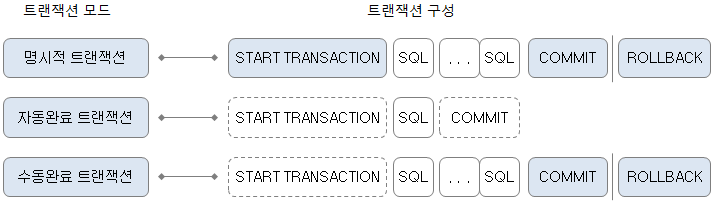 트랜잭션 모드 트랜잭션 구성
명시적 트랜잭션 START TRANSACTION SQL ... SQL COMMIT ROLLBACK
자동완료 트랜잭션 START TRANSACTION SQL COMMIT
수동완료 트랜잭션 START TRANSACTION SQL ... SQL COMMIT ROLLBACK